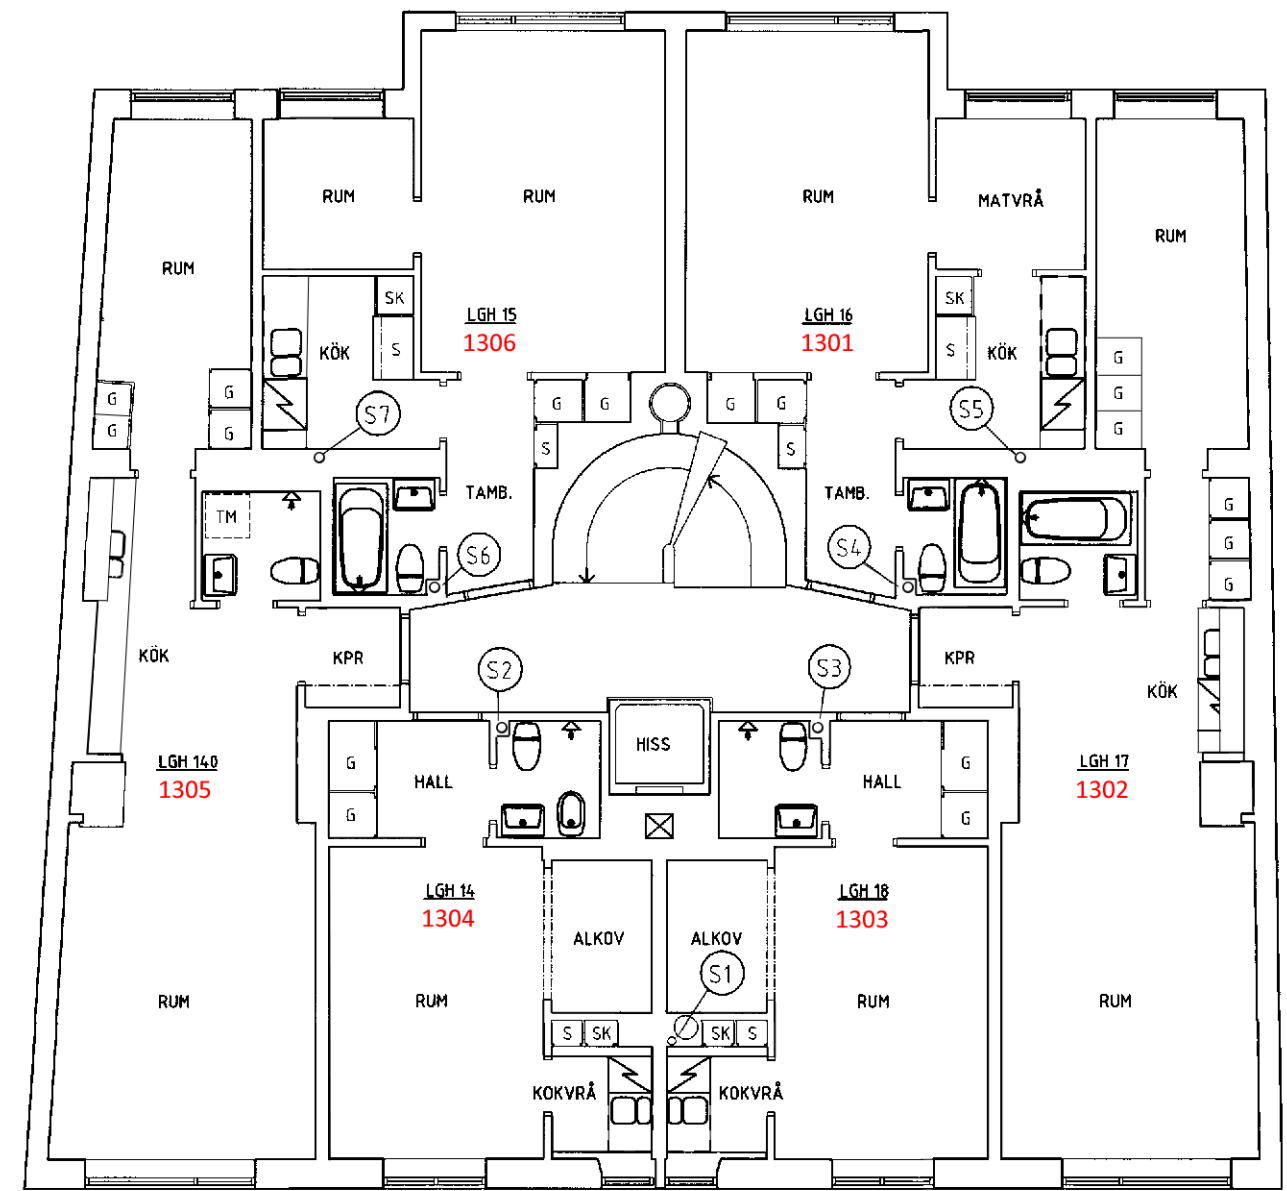 RUM
RUM
RUM
MATVRÅ
RUM
RUM
SK
SK
LGH 15
1306
LGH 16
1301
KÖK
S
S
KÖK
G
G
G
G
G
G
G
G
G
G
G
G
S7
S5
S
S
TM
TAMB.
TAMB.
G
G
G
S6
S4
KÖK
KPR
S2
S3
KPR
KÖK
HISS
LGH 140
1305
G
HALL
HALL
G
LGH 17
1302
G
G
LGH 14
1304
LGH 18
1303
ALKOV
ALKOV
S1
RUM
RUM
RUM
RUM
S
SK
SK
S
KOKVRÅ
KOKVRÅ